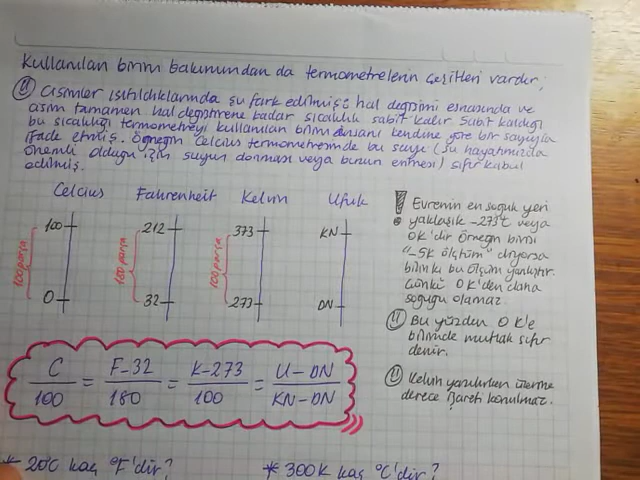 Kullanılan birim bakımından da termometrelerin çeşitleri vardır;
Cisimler ısıtıldıklarında şu fark edilmiş: hal değişimi esnasında ve
cisim tamamen hal değiştirene kadar sıcaklık sabit kalır. Sabit kaldığı
bu sıcaklığı termometreyi kullanılan bilim insanı kendine göre bir sayıyla
ifade etmiş. Örneğin Celcius termometresinde bu sayı (su hayatımızda
önemli olduğu için suyun donması veya buzun erimesi) sıfır kabul
edilmiş.
Celcius Fahrenheit Kelvin Ufuk
100 212 373 KN
100 parça 180 parça 100 parça
0 32 273 DN
! Evrenin en soğuk yeri
yaklaşık -273°C veya
0K'dir Örneğin birisi
"-5K ölçtüm" diyorsa
bilin ki bu ölçüm yanlıştır.
Çünkü 0K'den daha
soğuğu olamaz.
Bu yüzden 0 K'e
bilimde mutlak sıfır
denir.
Kelvin yazılırken üzerine
derece işareti konulmaz.
C/100 = F-32/180 = K-273/100 = U-DN/KN-DN
* 20°C kaç °F'dir? * 300K kaç °C'dir?